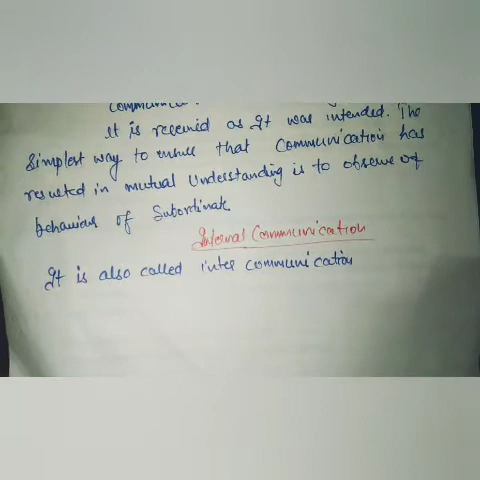 It is received as It was intended. The
Simplest way to ensure that Communication has
resulted in mutual Understanding is to observe of
behaviour of Subordinate.
Internal Communication
It is also called inter communication